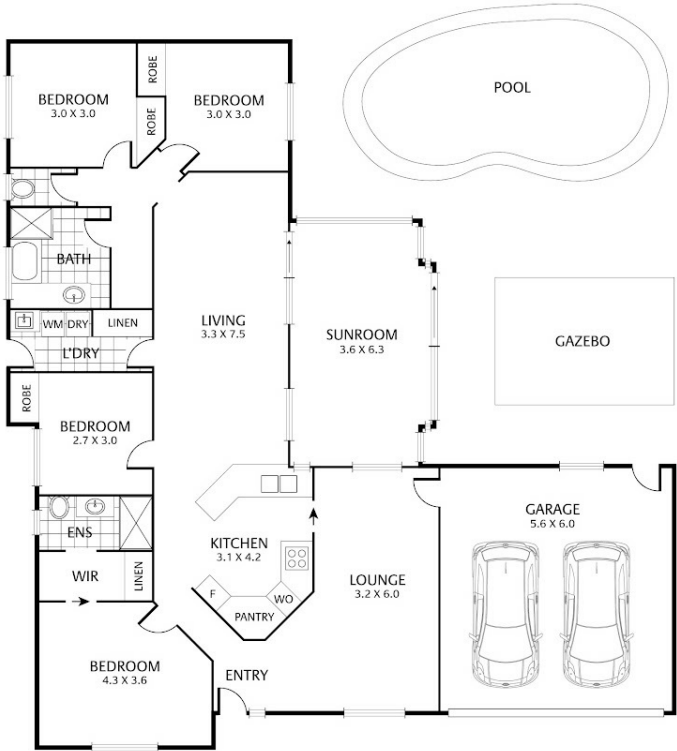 POOL
ROBE
BEDROOM
3.0 X 3.0
BEDROOM
3.0 X 3.0
ROBE
BATH
WM
DRY
LINEN
L'DRY
LIVING
3.3 X 7.5
SUNROOM
3.6 X 6.3
GAZEBO
ROBE
BEDROOM
2.7 X 3.0
ENS
WIR
LINEN
KITCHEN
3.1 X 4.2
F
PANTRY
WO
LOUNGE
3.2 X 6.0
GARAGE
5.6 X 6.0
BEDROOM
4.3 X 3.6
ENTRY